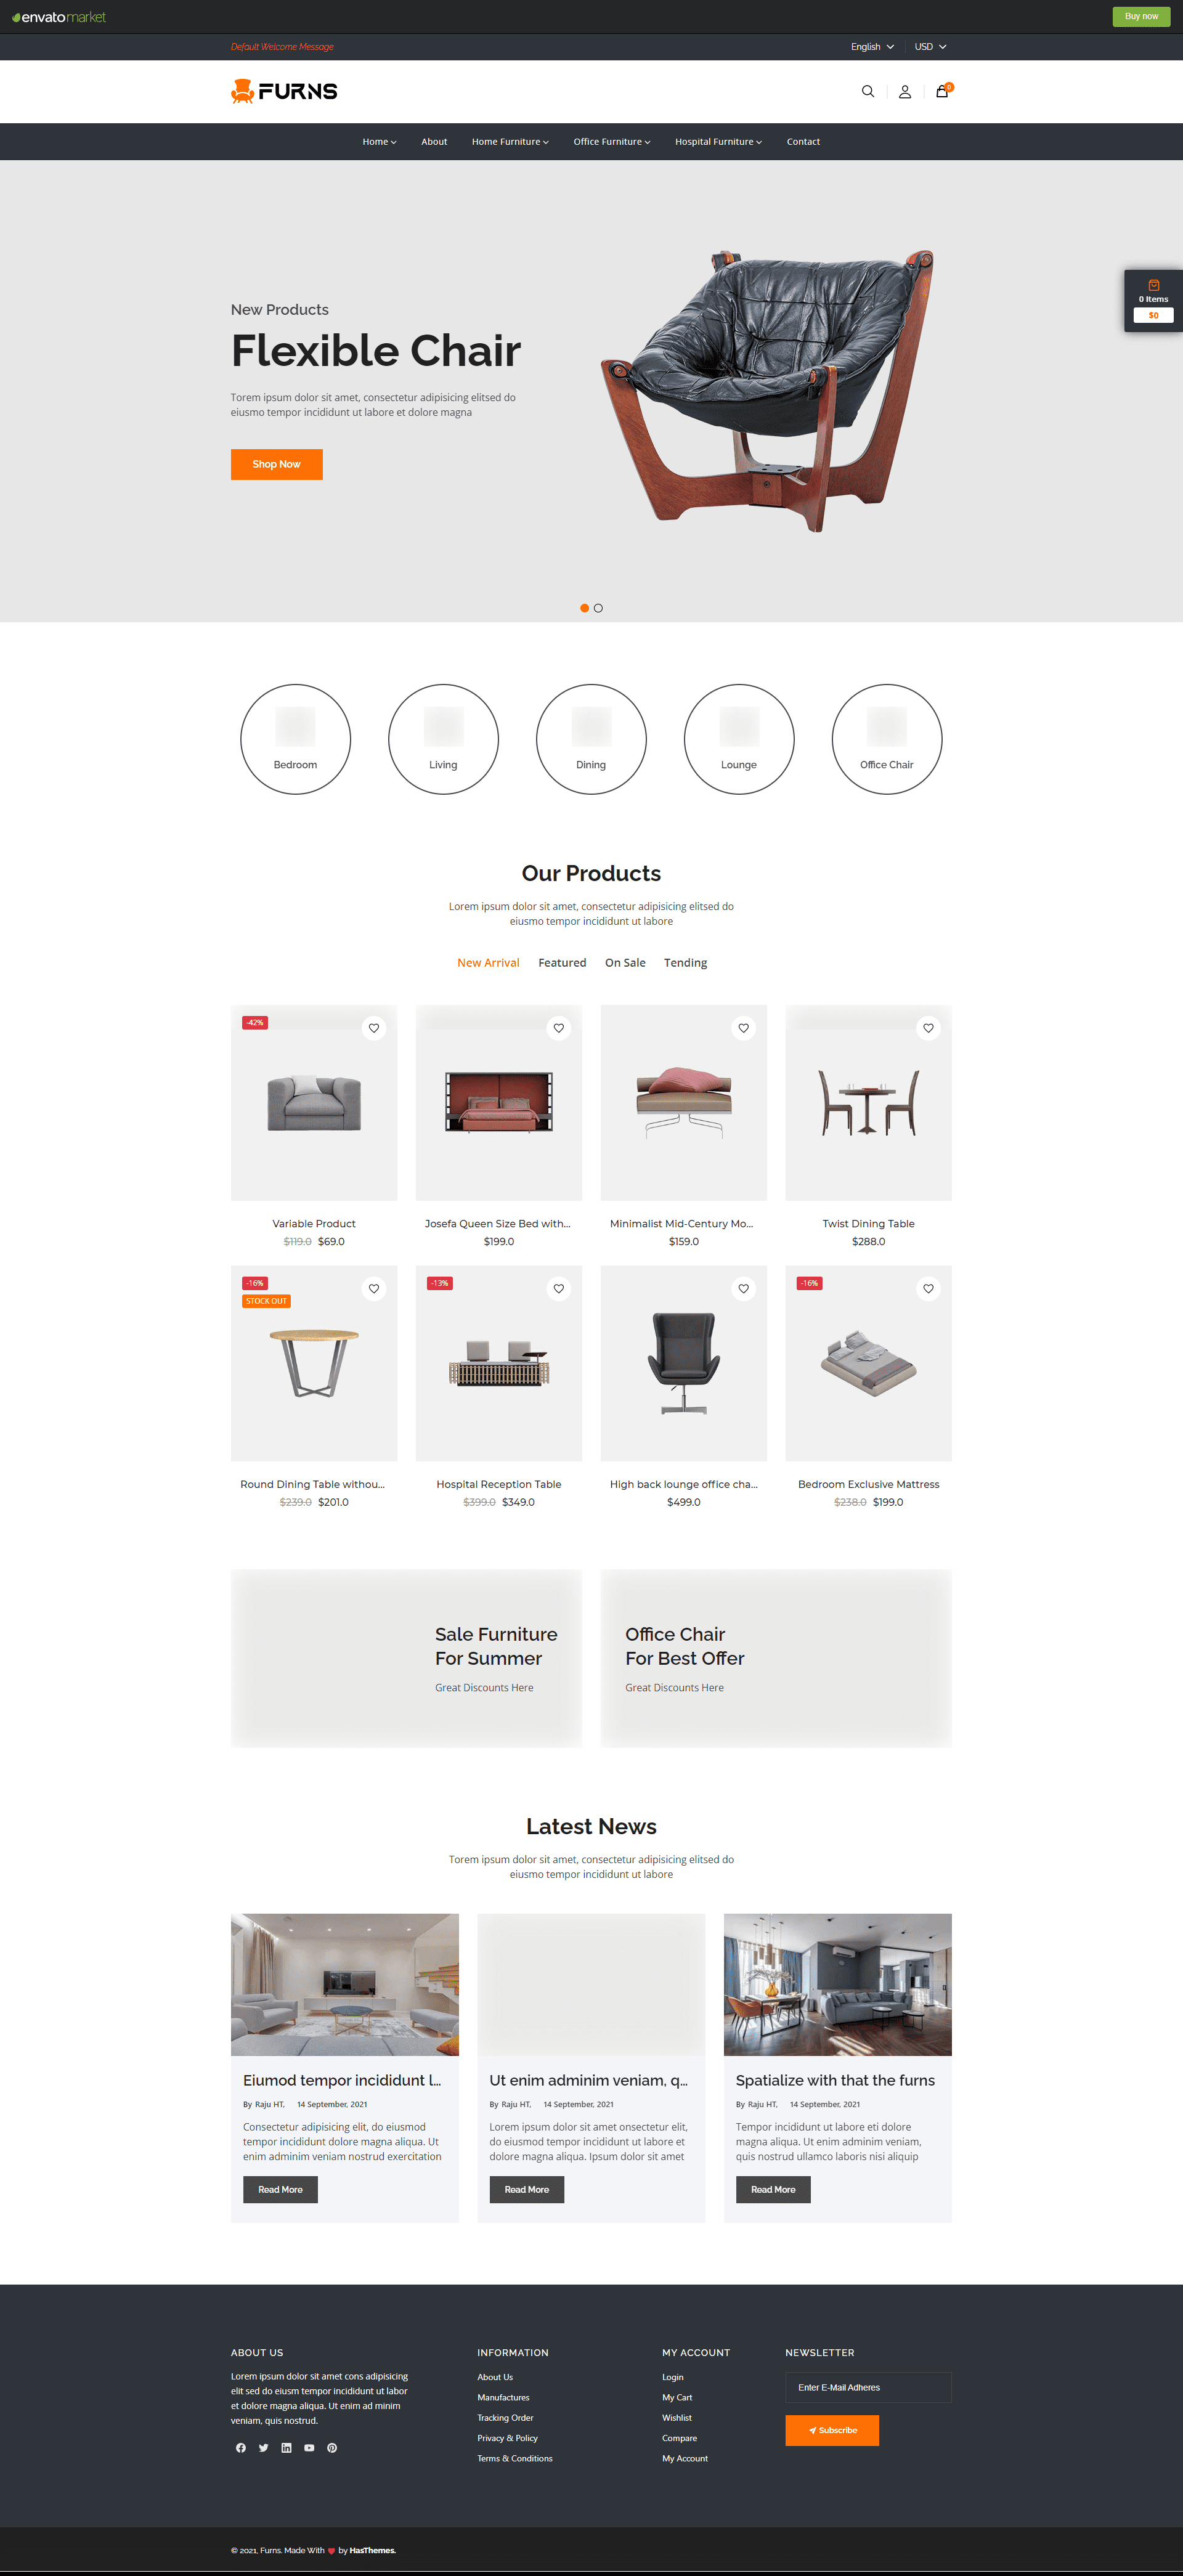 envatomarket
Buy now
Default Welcome Message
English
USD
FURNS
0
Home
About
Home Furniture
Office Furniture
Hospital Furniture
Contact
0 Items
$0
New Products
Flexible Chair
Torem ipsum dolor sit amet, consectetur adipisicing elitsed do
eiusmo tempor incididunt ut labore et dolore magna
Shop Now
Bedroom
Living
Dining
Lounge
Office Chair
Our Products
Lorem ipsum dolor sit amet, consectetur adipisicing elitsed do
eiusmo tempor incididunt ut labore
New Arrival
Featured
On Sale
Tending
-42%
Variable Product
$119.0 $69.0
Josefa Queen Size Bed with...
$199.0
Minimalist Mid-Century Mo...
$159.0
Twist Dining Table
$288.0
-16%
STOCK OUT
Round Dining Table withou...
$239.0 $201.0
-13%
Hospital Reception Table
$399.0 $349.0
High back lounge office cha...
$499.0
-16%
Bedroom Exclusive Mattress
$238.0 $199.0
Sale Furniture
For Summer
Great Discounts Here
Office Chair
For Best Offer
Great Discounts Here
Latest News
Torem ipsum dolor sit amet, consectetur adipisicing elitsed do
eiusmo tempor incididunt ut labore
Eiumod tempor incididunt l...
By Raju HT, 14 September, 2021
Consectetur adipisicing elit, do eiusmod
tempor incididunt dolore magna aliqua. Ut
enim adminim veniam nostrud exercitation
Read More
Ut enim adminim veniam, q...
By Raju HT, 14 September, 2021
Lorem ipsum dolor sit amet onsectetur elit,
do eiusmod tempor incididunt ut labore et
dolore magna aliqua. Ipsum dolor sit amet
Read More
Spatialize with that the furns
By Raju HT, 14 September, 2021
Tempor incididunt ut labore eti dolore
magna aliqua. Ut enim adminim veniam,
quis nostrud ullamco laboris nisi aliquip
Read More
ABOUT US
Lorem ipsum dolor sit amet cons adipisicing
elit sed do eiusm tempor incididunt ut labor
et dolore magna aliqua. Ut enim ad minim
veniam, quis nostrud.
INFORMATION
About Us
Manufactures
Tracking Order
Privacy & Policy
Terms & Conditions
MY ACCOUNT
Login
My Cart
Wishlist
Compare
My Account
NEWSLETTER
Enter E-Mail Adheres
Subscribe
© 2021, Furns. Made With ❤ by HasThemes.